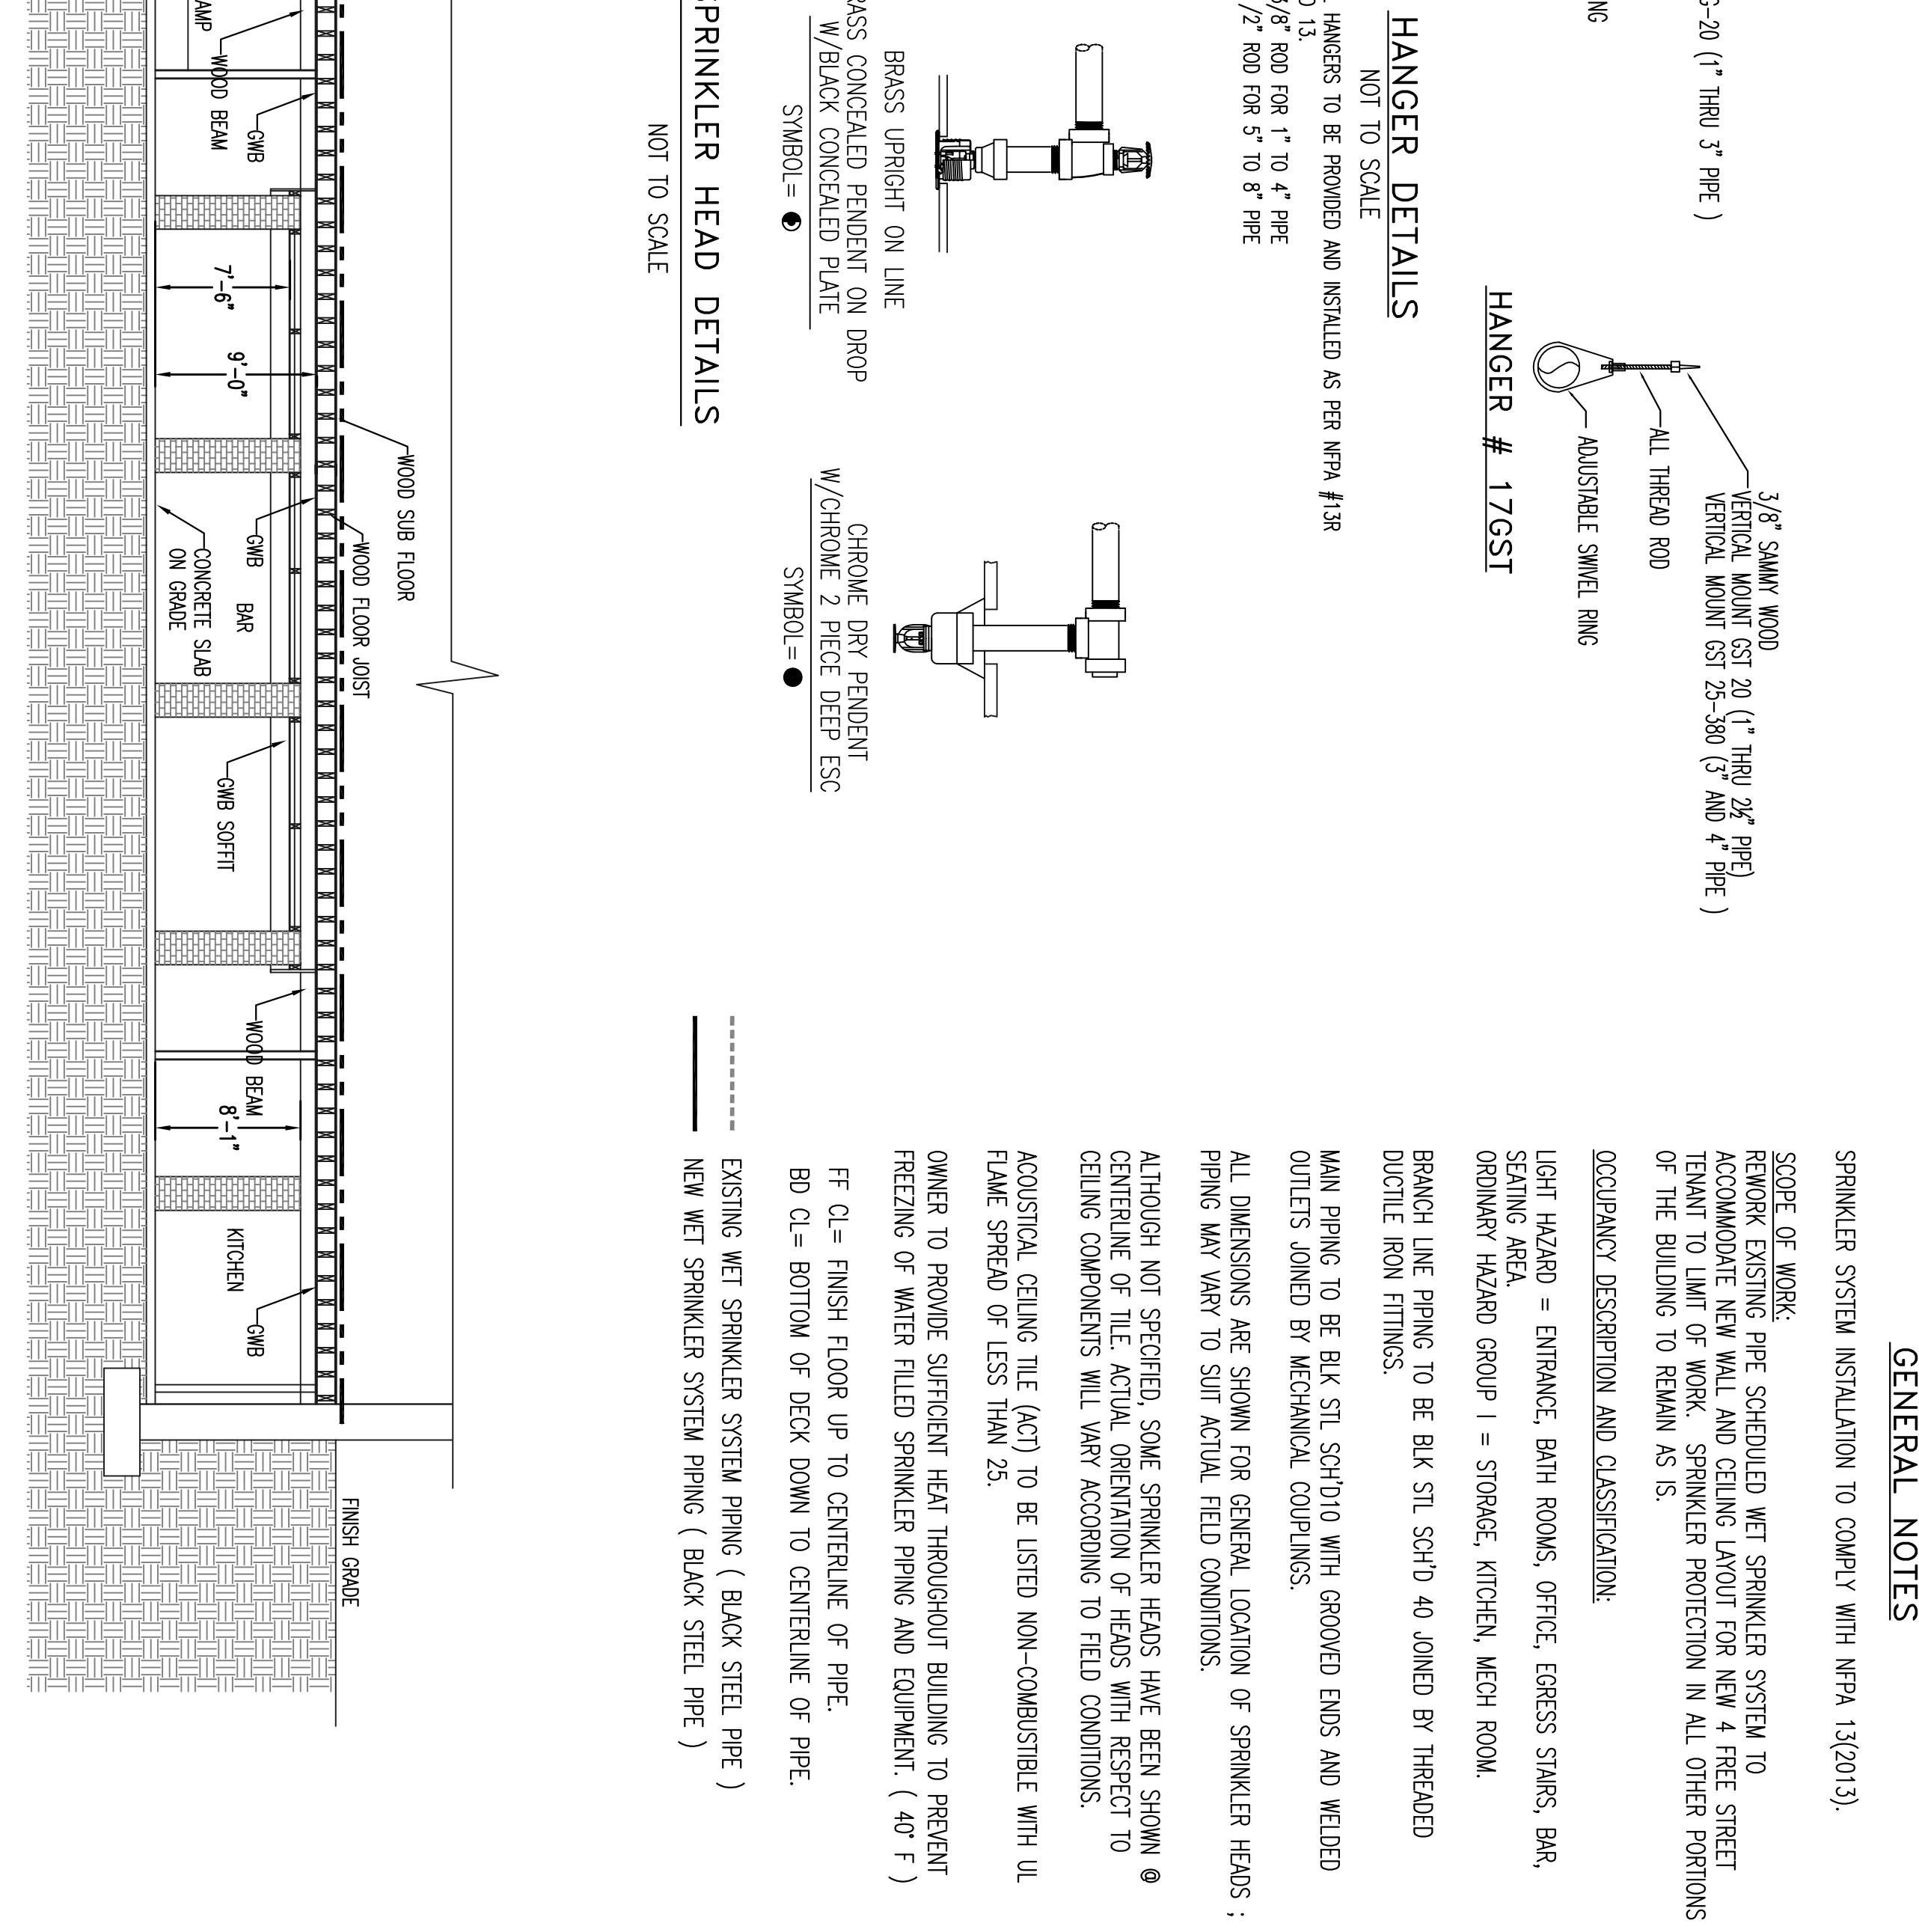 GENERAL NOTES
SPRINKLER SYSTEM INSTALLATION TO COMPLY WITH NFPA 13(2013).
SCOPE OF WORK:
REWORK EXISTING PIPE SCHEDULED WET SPRINKLER SYSTEM TO
ACCOMMODATE NEW WALL AND CEILING LAYOUT FOR NEW 4 FREE STREET
TENANT TO LIMIT OF WORK. SPRINKLER PROTECTION IN ALL OTHER PORTIONS
OF THE BUILDING TO REMAIN AS IS.
OCCUPANCY DESCRIPTION AND CLASSIFICATION:
LIGHT HAZARD = ENTRANCE, BATH ROOMS, OFFICE, EGRESS STAIRS, BAR,
SEATING AREA.
ORDINARY HAZARD GROUP I = STORAGE, KITCHEN, MECH ROOM.
BRANCH LINE PIPING TO BE BLK STL SCH'D 40 JOINED BY THREADED
DUCTILE IRON FITTINGS.
MAIN PIPING TO BE BLK STL SCH'D10 WITH GROOVED ENDS AND WELDED
OUTLETS JOINED BY MECHANICAL COUPLINGS.
ALL DIMENSIONS ARE SHOWN FOR GENERAL LOCATION OF SPRINKLER HEADS ;
PIPING MAY VARY TO SUIT ACTUAL FIELD CONDITIONS.
ALTHOUGH NOT SPECIFIED, SOME SPRINKLER HEADS HAVE BEEN SHOWN @
CENTERLINE OF TILE. ACTUAL ORIENTATION OF HEADS WITH RESPECT TO
CEILING COMPONENTS WILL VARY ACCORDING TO FIELD CONDITIONS.
ACOUSTICAL CEILING TILE (ACT) TO BE LISTED NON-COMBUSTIBLE WITH UL
FLAME SPREAD OF LESS THAN 25.
OWNER TO PROVIDE SUFFICIENT HEAT THROUGHOUT BUILDING TO PREVENT
FREEZING OF WATER FILLED SPRINKLER PIPING AND EQUIPMENT. ( 40° F )
FF CL= FINISH FLOOR UP TO CENTERLINE OF PIPE.
BD CL= BOTTOM OF DECK DOWN TO CENTERLINE OF PIPE.
EXISTING WET SPRINKLER SYSTEM PIPING ( BLACK STEEL PIPE )
NEW WET SPRINKLER SYSTEM PIPING ( BLACK STEEL PIPE )
G-20 (1" THRU 3" PIPE )
NG
3/8" SAMMY WOOD
VERTICAL MOUNT GST 20 (1" THRU 2½" PIPE)
VERTICAL MOUNT GST 25-380 (3" AND 4" PIPE )
ALL THREAD ROD
ADJUSTABLE SWIVEL RING
HANGER # 17GST
HANGER DETAILS
NOT TO SCALE
L HANGERS TO BE PROVIDED AND INSTALLED AS PER NFPA #13R
D 13.
3/8" ROD FOR 1" TO 4" PIPE
/2" ROD FOR 5" TO 8" PIPE
BRASS UPRIGHT ON LINE
RASS CONCEALED PENDENT ON DROP
W/BLACK CONCEALED PLATE
SYMBOL=
CHROME DRY PENDENT
W/CHROME 2 PIECE DEEP ESC
SYMBOL=
SPRINKLER HEAD DETAILS
NOT TO SCALE
WOOD SUB FLOOR
WOOD FLOOR JOIST
FINISH GRADE
GWB
GWB
BAR
WOOD BEAM
KITCHEN
GWB
7'-6"
9'-0"
8'-1"
WOOD BEAM
GWB SOFFIT
AMP
CONCRETE SLAB
ON GRADE